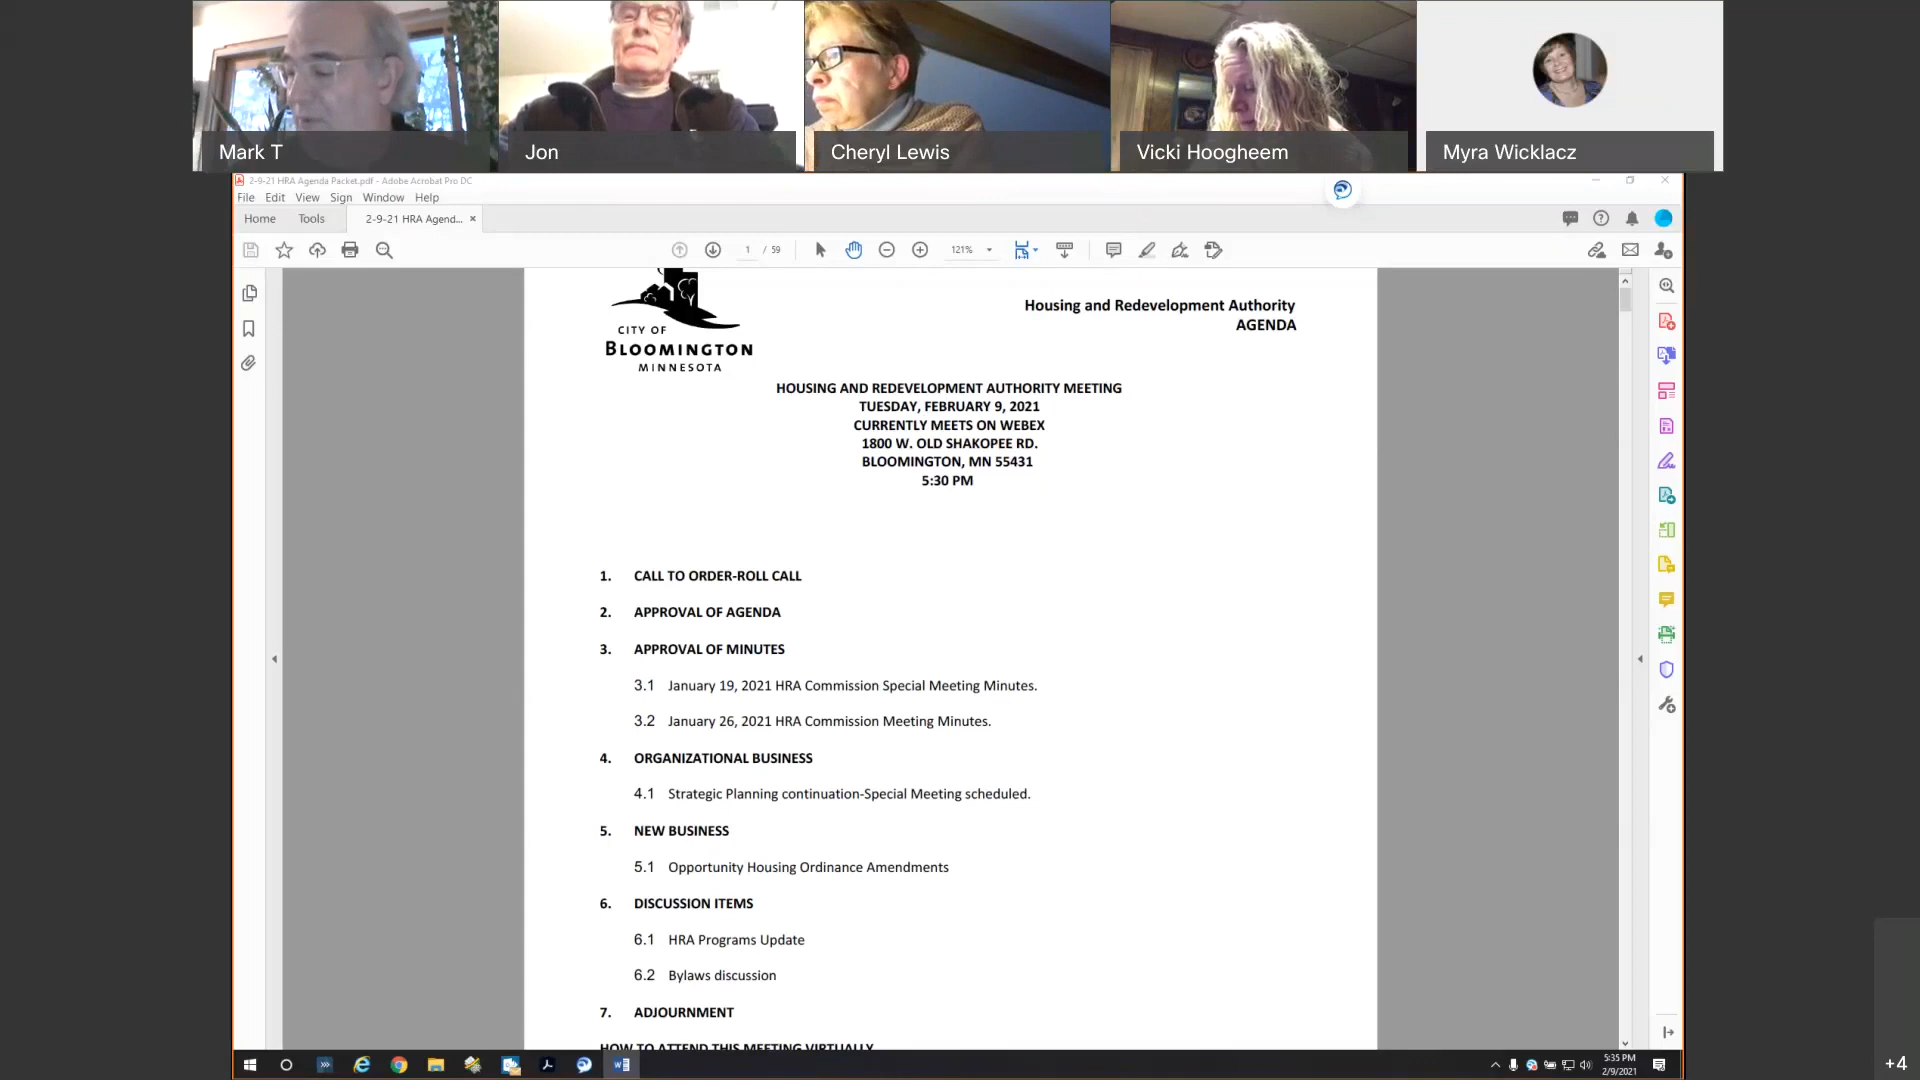 Mark T
Jon
Cheryl Lewis
Vicki Hoogheem
Myra Wicklacz
2-9-21 HRA Agenda Packet.pdf - Adobe Acrobat Pro DC
File Edit View Sign Window Help
Home Tools 2-9-21 HRA Agend... ×
1 / 59 121%
CITY OF
BLOOMINGTON
MINNESOTA
Housing and Redevelopment Authority
AGENDA
HOUSING AND REDEVELOPMENT AUTHORITY MEETING
TUESDAY, FEBRUARY 9, 2021
CURRENTLY MEETS ON WEBEX
1800 W. OLD SHAKOPEE RD.
BLOOMINGTON, MN 55431
5:30 PM
1. CALL TO ORDER-ROLL CALL
2. APPROVAL OF AGENDA
3. APPROVAL OF MINUTES
3.1 January 19, 2021 HRA Commission Special Meeting Minutes.
3.2 January 26, 2021 HRA Commission Meeting Minutes.
4. ORGANIZATIONAL BUSINESS
4.1 Strategic Planning continuation-Special Meeting scheduled.
5. NEW BUSINESS
5.1 Opportunity Housing Ordinance Amendments
6. DISCUSSION ITEMS
6.1 HRA Programs Update
6.2 Bylaws discussion
7. ADJOURNMENT
HOW TO ATTEND THIS MEETING VIRTUALLY
5:35 PM
2/9/2021
+4